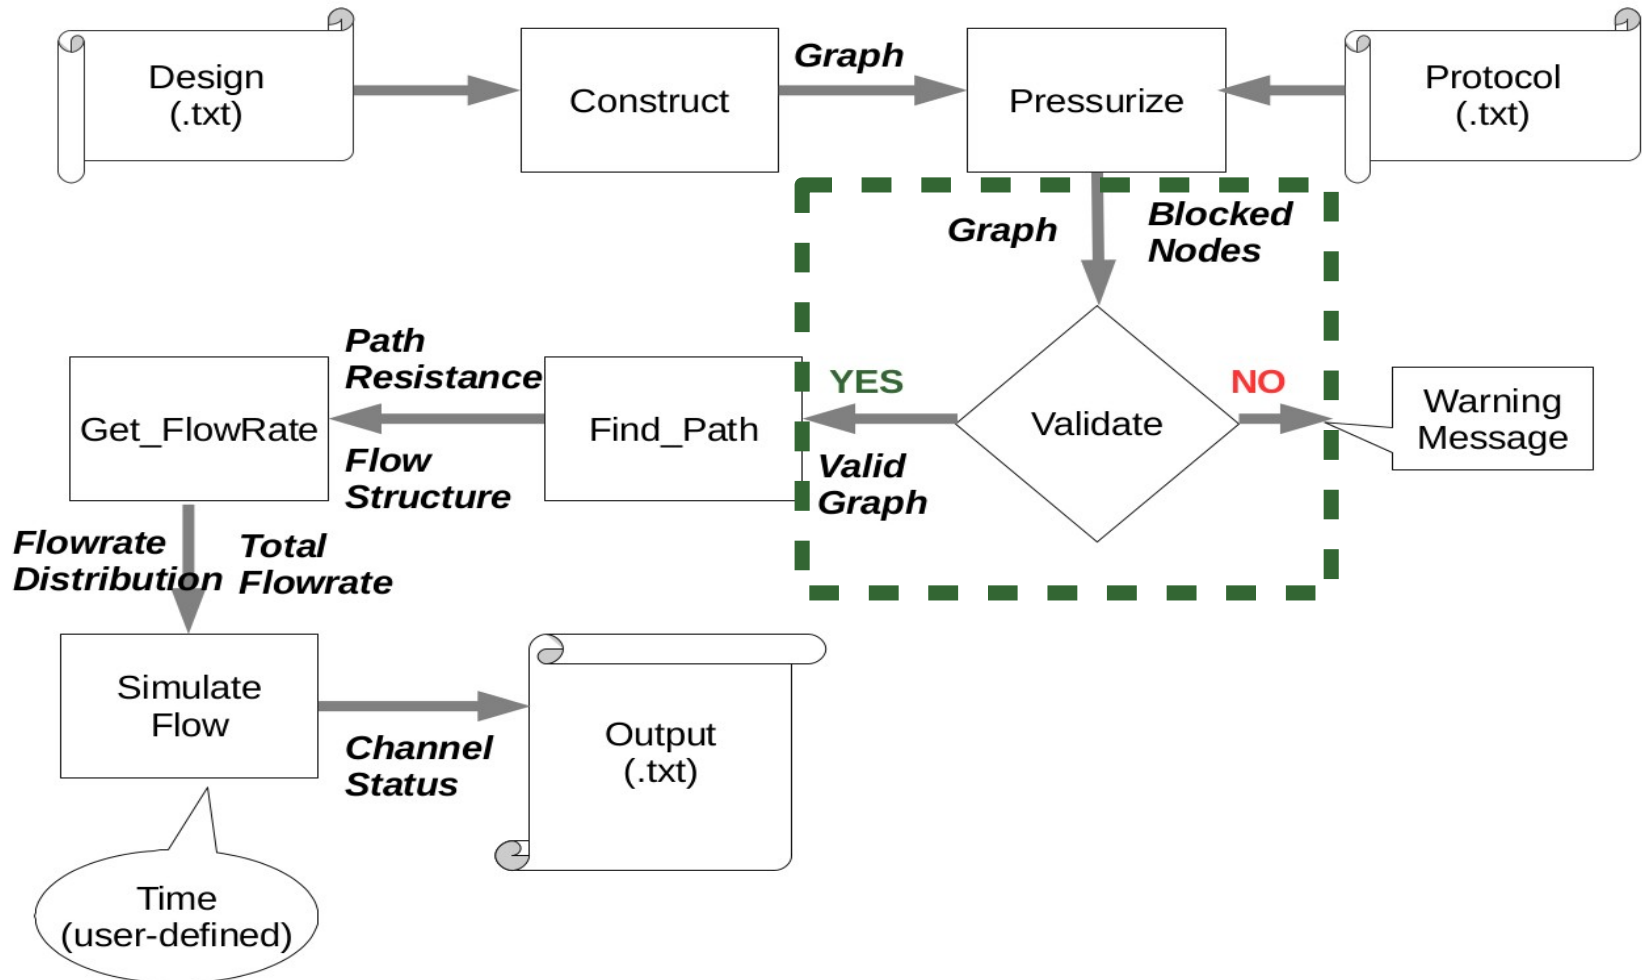 Design
(.txt)
Construct
Graph
Pressurize
Protocol
(.txt)
Graph
Blocked
Nodes
Validate
YES
NO
Valid
Graph
Warning
Message
Find_Path
Path
Resistance
Flow
Structure
Get_FlowRate
Flowrate
Distribution
Total
Flowrate
Simulate
Flow
Channel
Status
Output
(.txt)
Time
(user-defined)